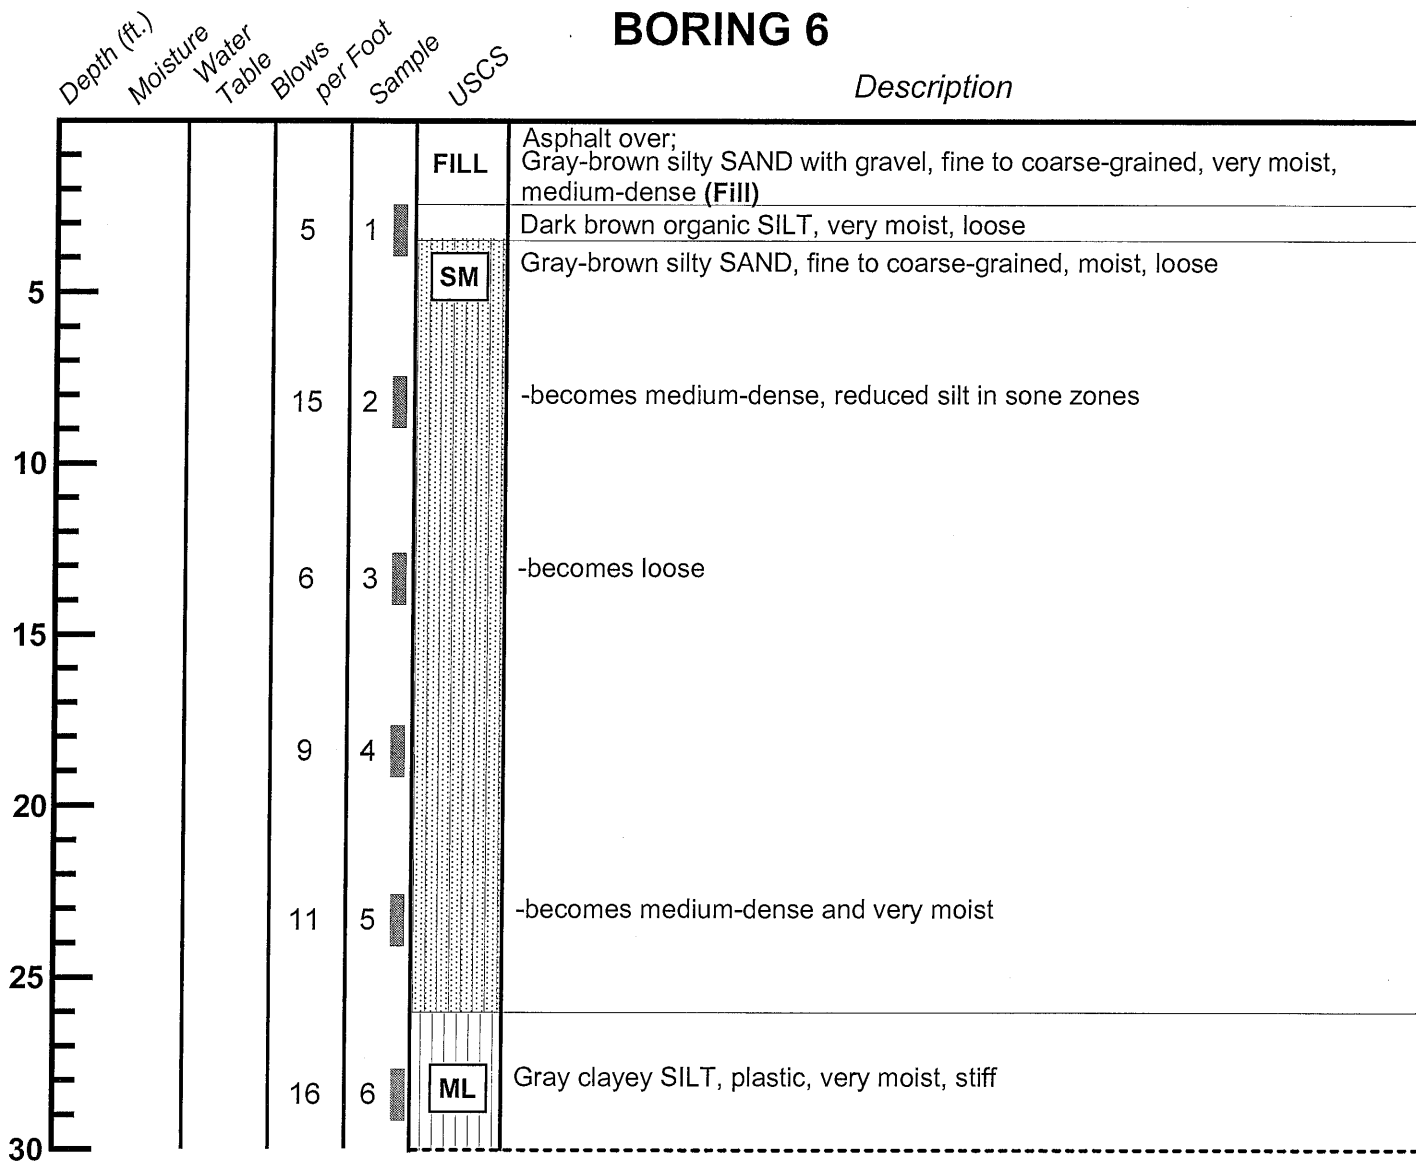 BORING 6
Depth (ft.)
Moisture
Water
Table
Blows
per Foot
Sample
USCS
Description
FILL
Asphalt over;
Gray-brown silty SAND with gravel, fine to coarse-grained, very moist,
medium-dense (Fill)
5 1 Dark brown organic SILT, very moist, loose
SM Gray-brown silty SAND, fine to coarse-grained, moist, loose
5
15 2 -becomes medium-dense, reduced silt in sone zones
10
6 3 -becomes loose
15
9 4
20
11 5 -becomes medium-dense and very moist
25
16 6 ML Gray clayey SILT, plastic, very moist, stiff
30